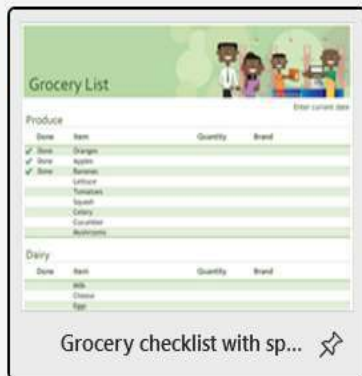 Grocery List
Enter current date
Produce
Done Item Quantity Brand
✔ Done Oranges
✔ Done Apples
✔ Done Bananas
Lettuce
Tomatoes
Squash
Celery
Cucumber
Mushrooms
Dairy
Done Item Quantity Brand
Milk
Cheese
Eggs
Grocery checklist with sp...